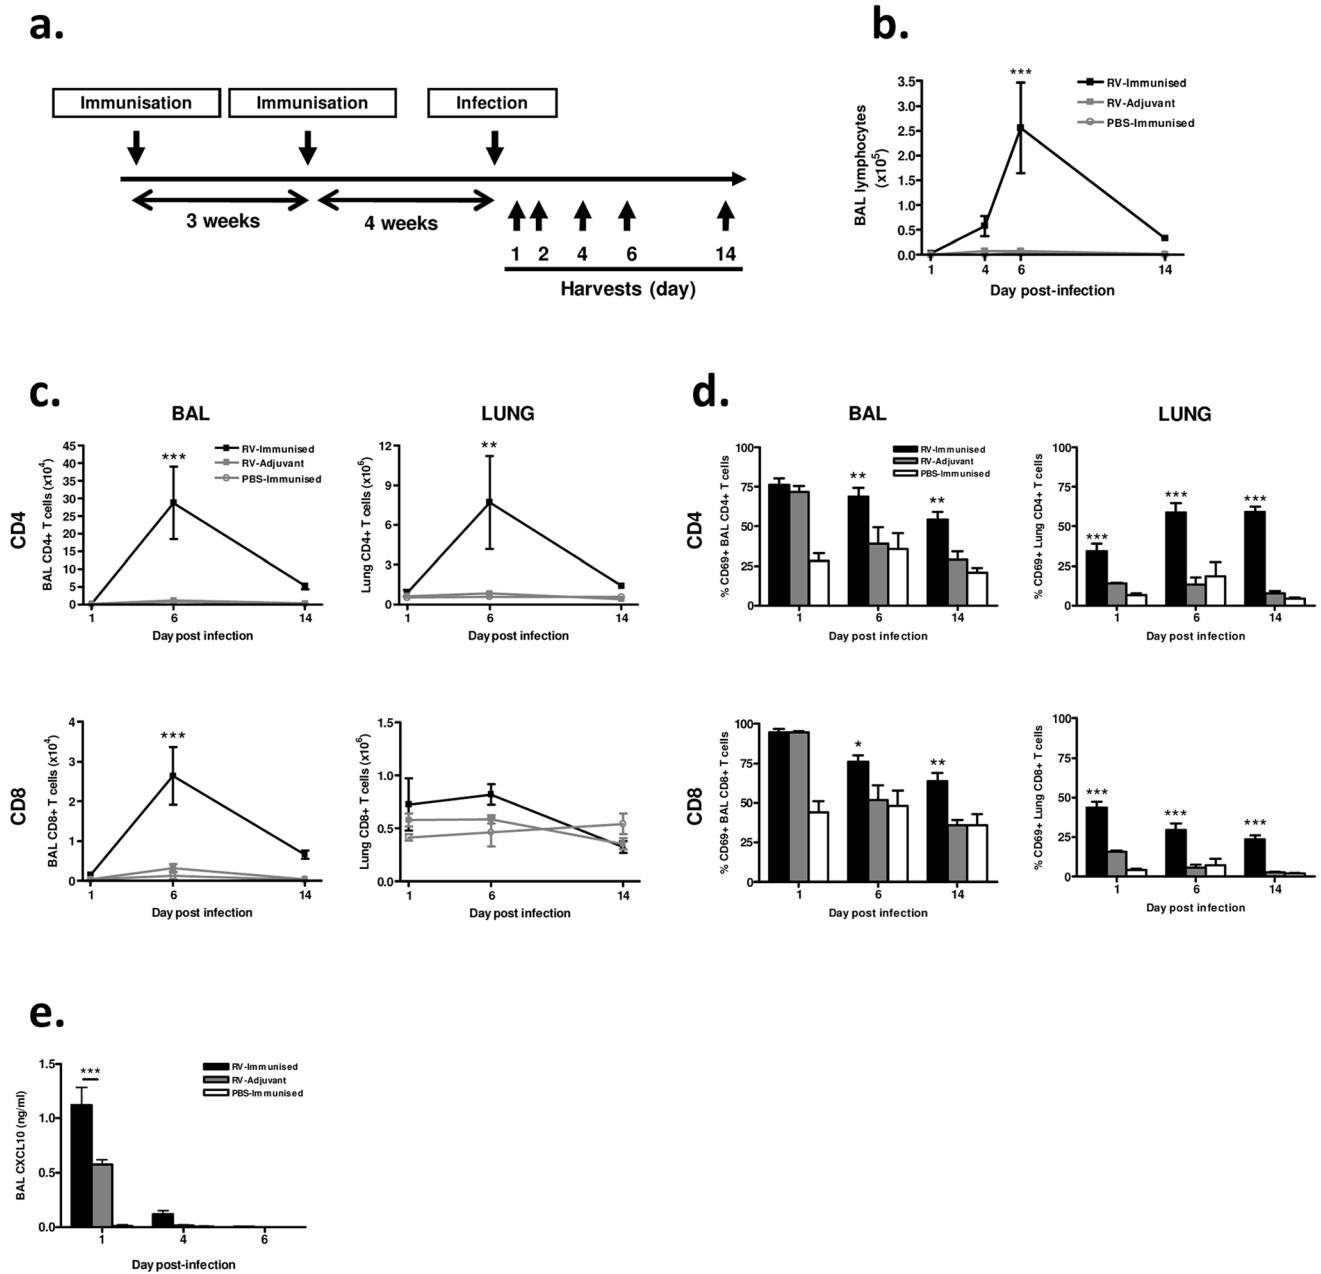 a.
Immunisation
Immunisation
Infection
3 weeks
4 weeks
1 2 4 6 14
Harvests (day)
b.
***
3.5
3.0
2.5
2.0
1.5
1.0
0.5
0.0
BAL lymphocytes
(x10⁵)
1 4 6 14
Day post-infection
RV-Immunised
RV-Adjuvant
PBS-Immunised
c.
BAL
LUNG
CD4
45
40
35
30
25
20
15
10
5
0
BAL CD4+ T cells (x10⁴)
***
RV-Immunised
RV-Adjuvant
PBS-Immunised
1 6 14
Day post infection
12
9
6
3
0
Lung CD4+ T cells (x10⁶)
**
1 6 14
Day post infection
CD8
4
3
2
1
0
BAL CD8+ T cells (x10⁴)
***
1 6 14
Day post infection
1.5
1.0
0.5
0.0
Lung CD8+ T cells (x10⁶)
1 6 14
Day post infection
d.
BAL
LUNG
CD4
100
75
50
25
0
% CD69+ BAL CD4+ T cells
**
**
RV-Immunised
RV-Adjuvant
PBS-Immunised
1 6 14
Day post infection
100
75
50
25
0
% CD69+ Lung CD4+ T cells
***
***
***
1 6 14
Day post infection
CD8
100
75
50
25
0
% CD69+ BAL CD8+ T cells
*
**
1 6 14
Day post infection
100
75
50
25
0
% CD69+ Lung CD8+ T cells
***
***
***
1 6 14
Day post infection
e.
1.5
1.0
0.5
0.0
BAL CXCL10 (ng/ml)
***
RV-Immunised
RV-Adjuvant
PBS-Immunised
1 4 6
Day post-infection